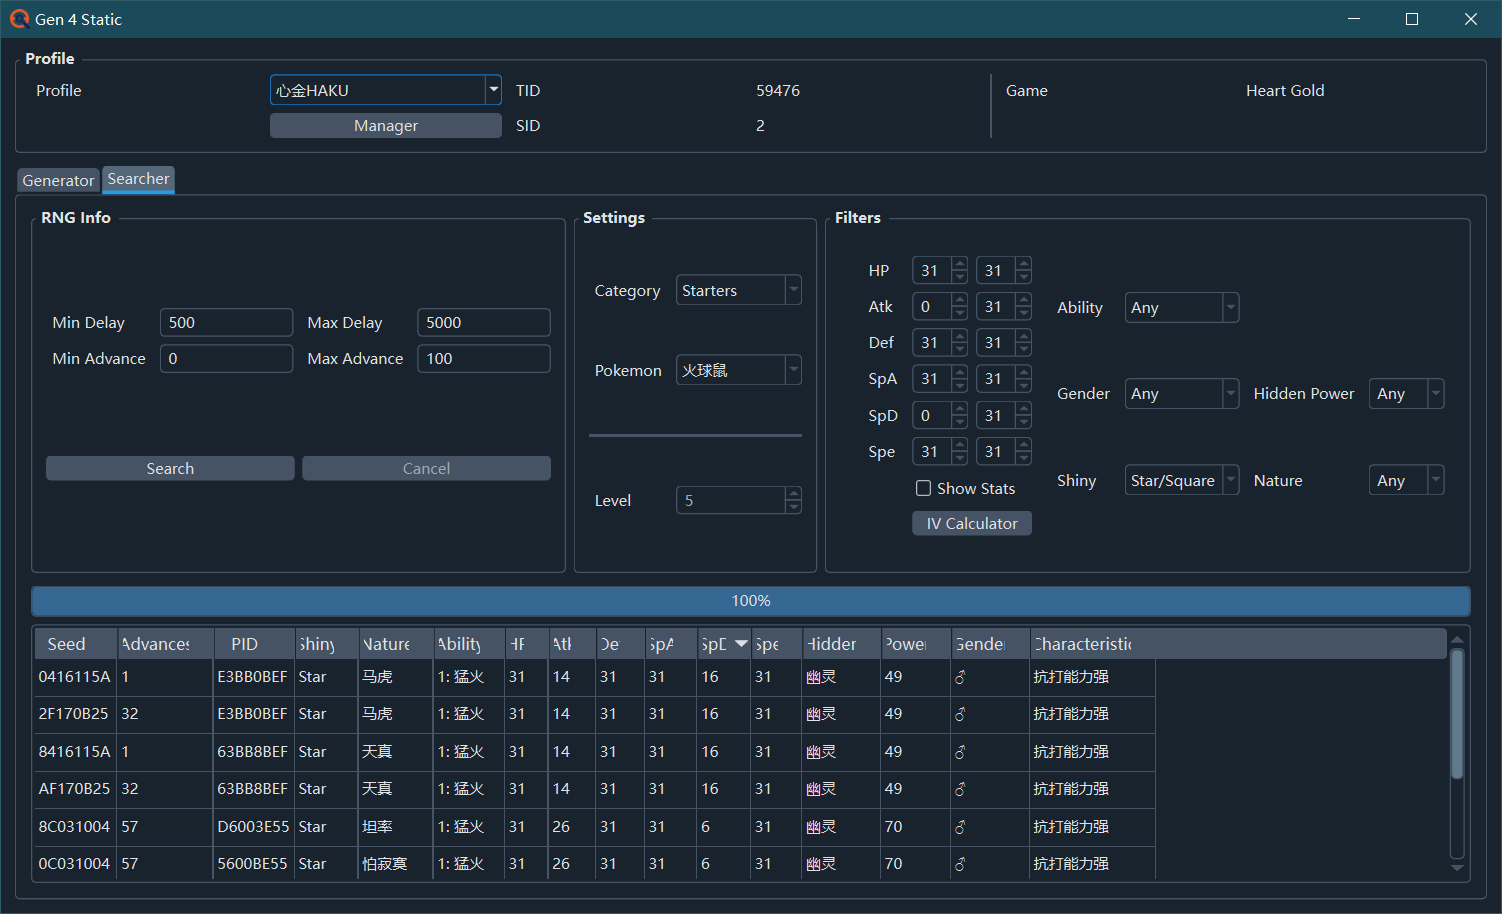 Gen 4 Static
Profile
Profile 心金HAKU TID 59476 Game Heart Gold
Manager SID 2
Generator Searcher
RNG Info
Min Delay 500 Max Delay 5000
Min Advance 0 Max Advance 100
Search Cancel
Settings
Category Starters
Pokemon 火球鼠
Level 5
Filters
HP 31 31
Atk 0 31
Def 31 31
SpA 31 31
SpD 0 31
Spe 31 31
Show Stats
IV Calculator
Ability Any
Gender Any Hidden Power Any
Shiny Star/Square Nature Any
100%
Seed Advances PID Shiny Nature Ability HP Atk De SpA SpD Spe Hidden Power Gender Characteristic
0416115A 1 E3BB0BEF Star 马虎 1: 猛火 31 14 31 31 16 31 幽灵 49 ♂ 抗打能力强
2F170B25 32 E3BB0BEF Star 马虎 1: 猛火 31 14 31 31 16 31 幽灵 49 ♂ 抗打能力强
8416115A 1 63BB8BEF Star 天真 1: 猛火 31 14 31 31 16 31 幽灵 49 ♂ 抗打能力强
AF170B25 32 63BB8BEF Star 天真 1: 猛火 31 14 31 31 16 31 幽灵 49 ♂ 抗打能力强
8C031004 57 D6003E55 Star 坦率 1: 猛火 31 26 31 31 6 31 幽灵 70 ♂ 抗打能力强
0C031004 57 5600BE55 Star 怕寂寞 1: 猛火 31 26 31 31 6 31 幽灵 70 ♂ 抗打能力强